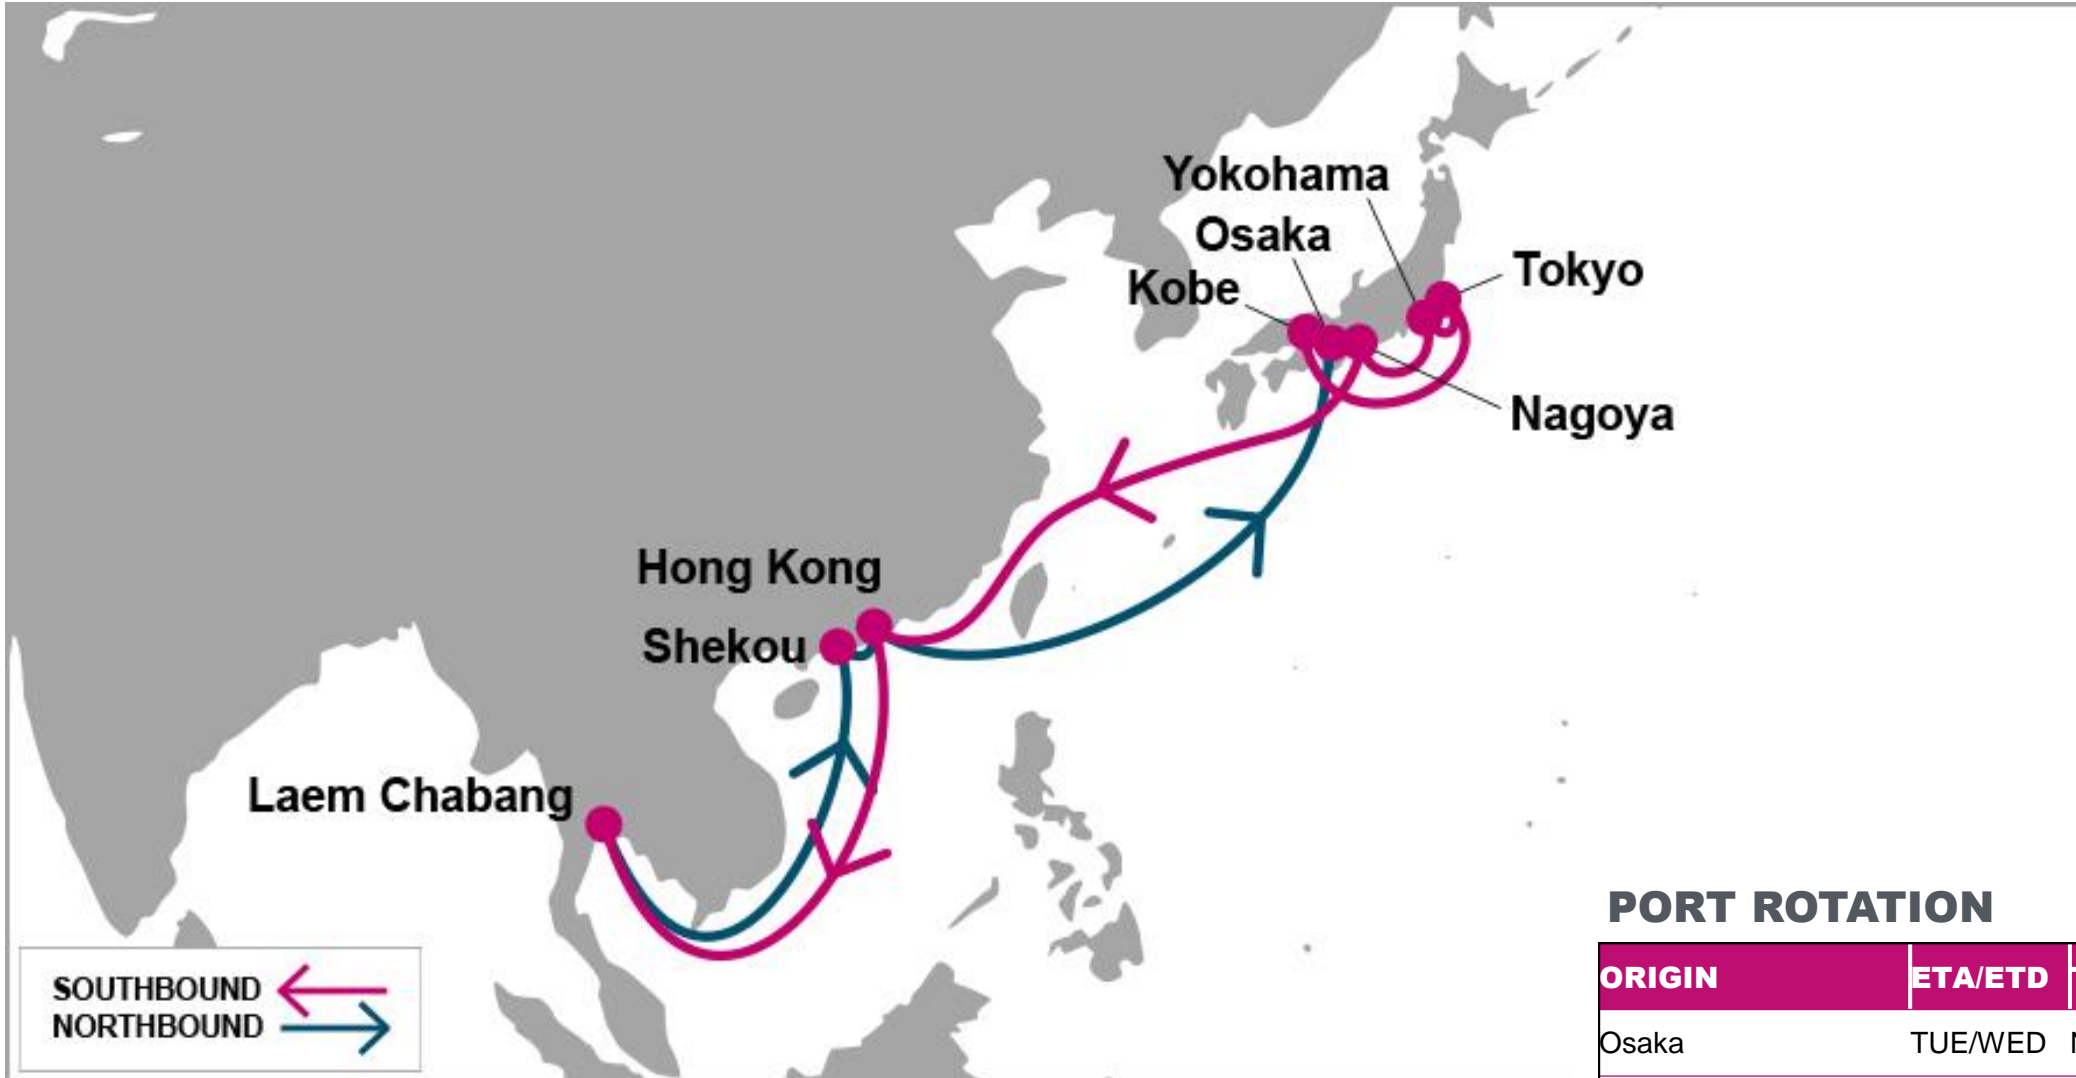 Yokohama
Osaka
Kobe
Tokyo
Nagoya
Hong Kong
Shekou
Laem Chabang
SOUTHBOUND
NORTHBOUND
PORT ROTATION
ORIGIN ETA/ETD
Osaka TUE/WED